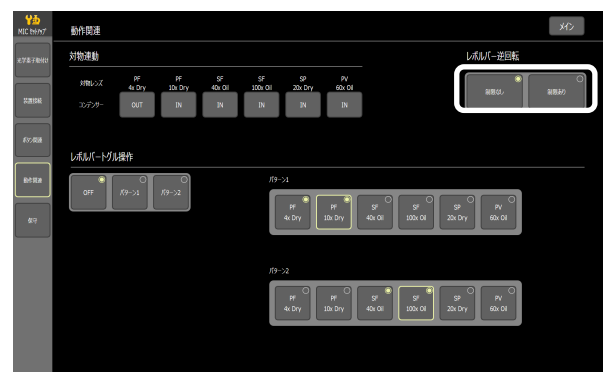 MIC セットアップ
動作関連
メイン
光学素子取付け
装置接続
ボタン関連
動作関連
保守
対物連動
レボルバー逆回転
対物レンズ
PF 4x Dry
PF 10x Dry
SF 40x Oil
SF 100x Oil
SP 20x Dry
PV 60x Oil
コンデンサー
OUT
IN
IN
IN
IN
IN
制限なし
制限あり
レボルバートグル操作
OFF
パターン1
パターン2
パターン1
PF 4x Dry
PF 10x Dry
SF 40x Oil
SF 100x Oil
SP 20x Dry
PV 60x Oil
パターン2
PF 4x Dry
PF 10x Dry
SF 40x Oil
SF 100x Oil
SP 20x Dry
PV 60x Oil